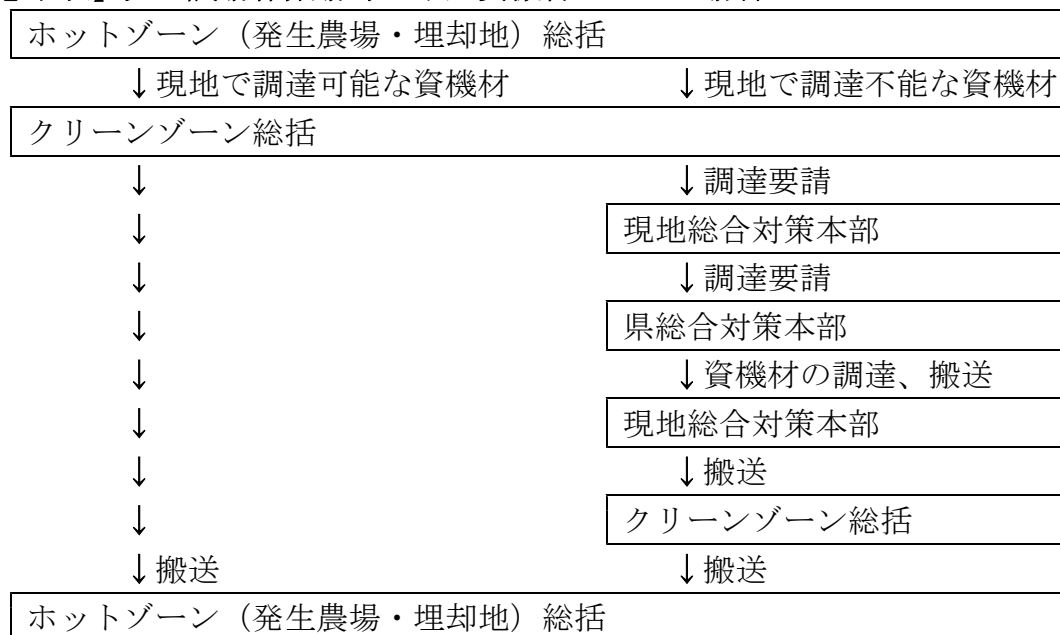 ホットゾーン（発生農場・埋却地）総括
↓現地で調達可能な資機材 ↓現地で調達不能な資機材
クリーンゾーン総括
↓ ↓調達要請
↓ 現地総合対策本部
↓ ↓調達要請
↓ 県総合対策本部
↓ ↓資機材の調達、搬送
↓ 現地総合対策本部
↓ ↓搬送
↓ クリーンゾーン総括
↓搬送 ↓搬送
ホットゾーン（発生農場・埋却地）総括